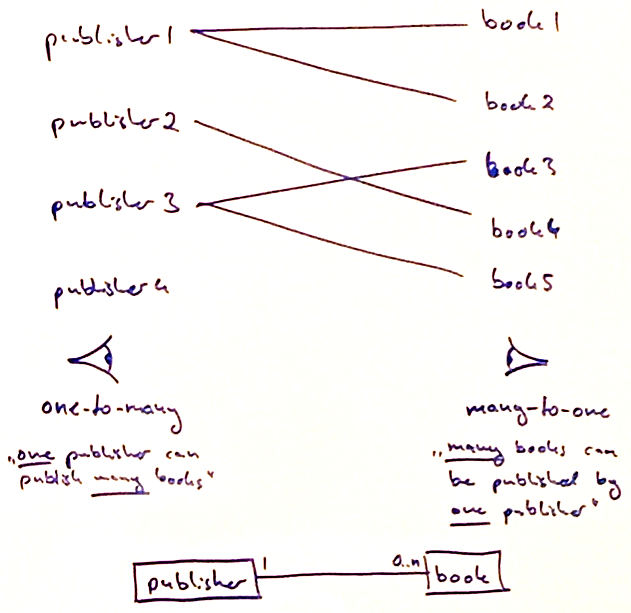 publisher 1
book 1
book 2
publisher 2
book 3
publisher 3
book 4
book 5
publisher 4
one-to-many
many-to-one
„one publisher can
publish many books“
„many books can
be published by
one publisher“
1
0..n
publisher
book